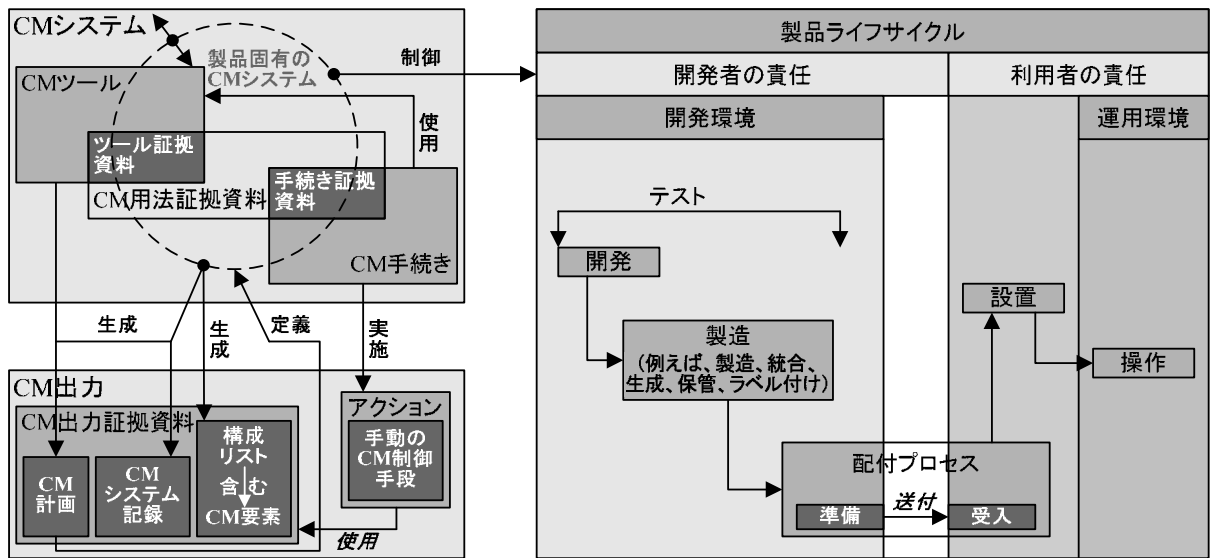 CMシステム
製品固有の
CMシステム
CMツール
ツール証拠
資料
CM用法証拠資料
手続き証拠
資料
CM手続き
使用
制御
生成
生成
定義
実施
CM出力
CM出力証拠資料
CM
計画
CM
システム
記録
構成
リスト
含む
CM要素
アクション
手動の
CM制御
手段
使用
製品ライフサイクル
開発者の責任
利用者の責任
開発環境
運用環境
テスト
開発
製造
(例えば、製造、統合、
生成、保管、ラベル付け)
設置
操作
配付プロセス
準備
送付
受入